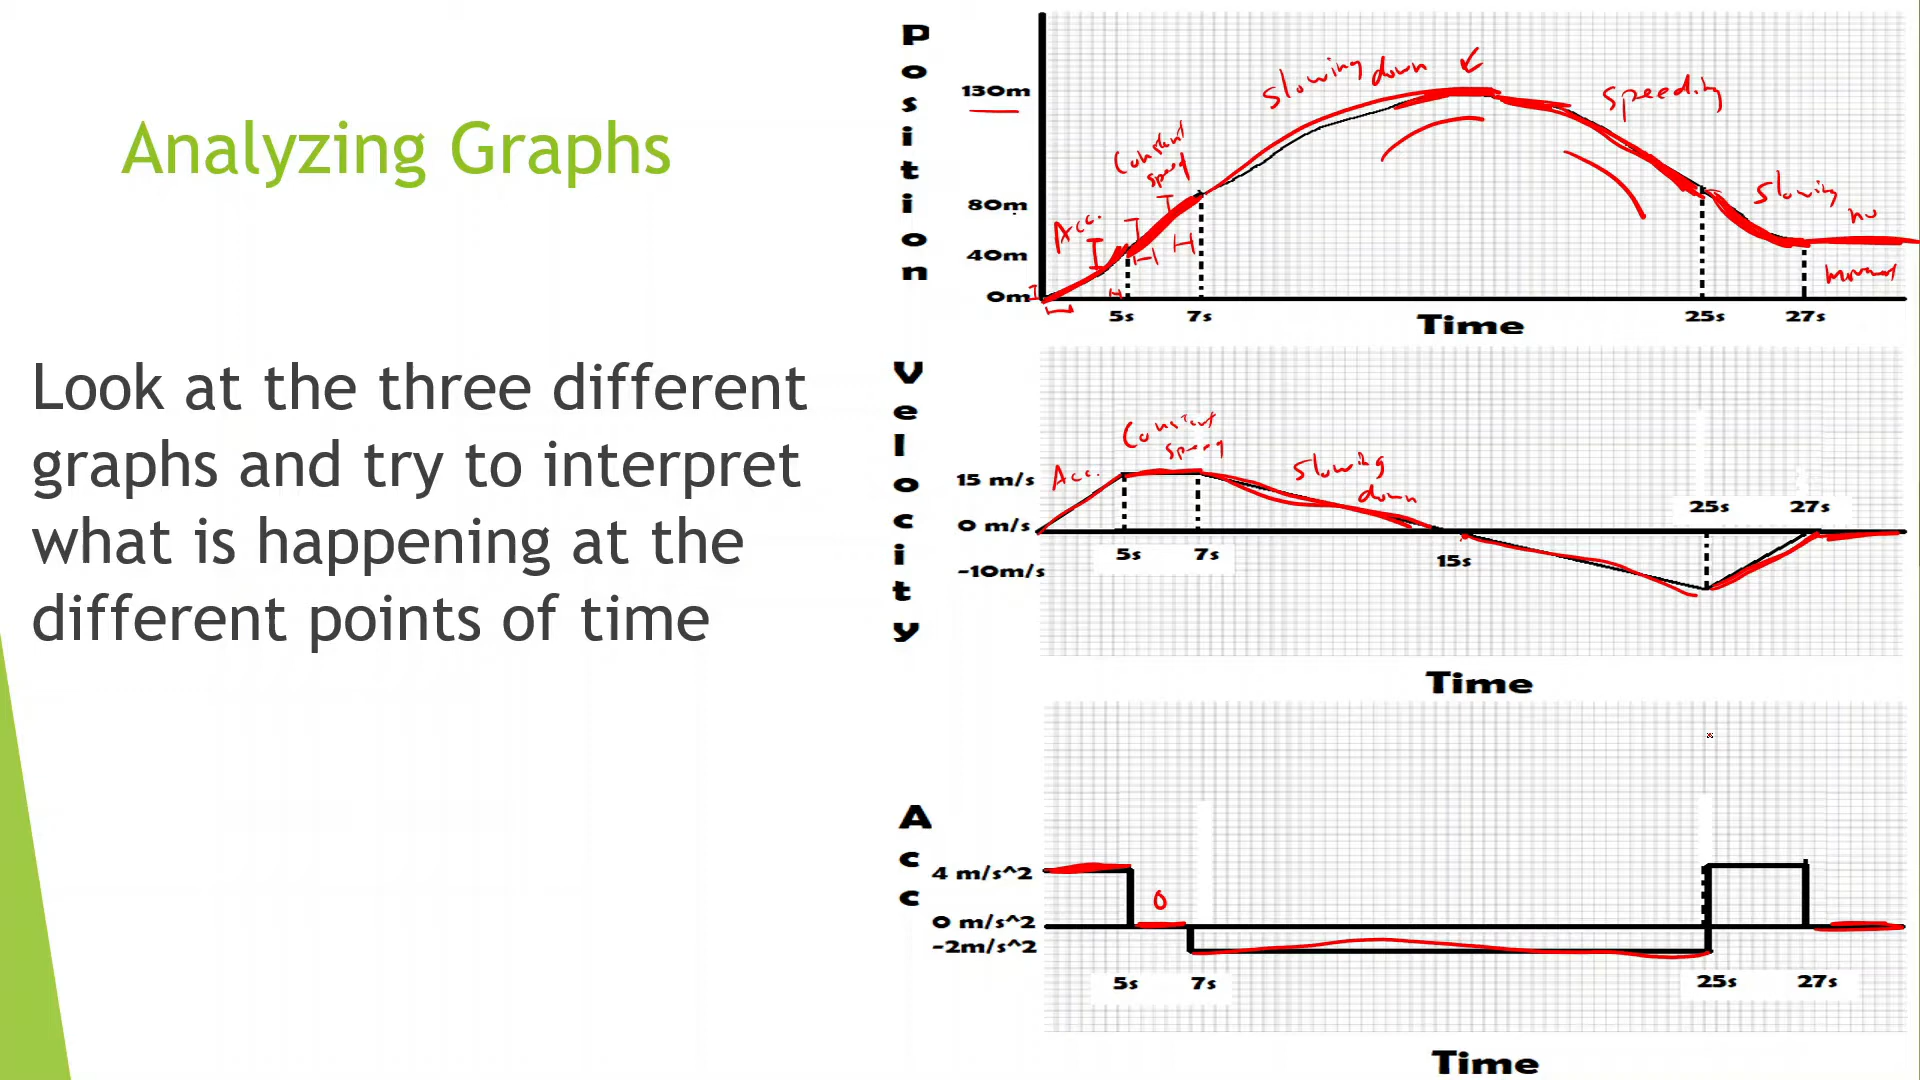 Analyzing Graphs
Look at the three different
graphs and try to interpret
what is happening at the
different points of time
Position
130m
80m
40m
0m
5s
7s
25s
27s
Time
Acc.
Constant
speed
slowing down
speeding
slowing
no
Velocity
15 m/s
0 m/s
-10m/s
5s
7s
15s
25s
27s
Time
Acc.
Constant
slowing
down
Acc
4 m/s^2
0 m/s^2
-2m/s^2
0
5s
7s
25s
27s
Time